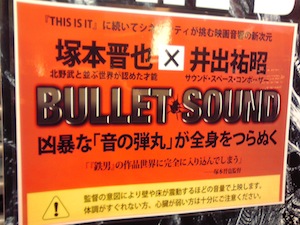 『THIS IS IT』に続いてシネシティが挑む映画音響の新次元
塚本晋也×井出祐昭
北野武と並ぶ世界が認めた才能
サウンド・スペース・コンポーザー
BULLET SOUND
凶暴な「音の弾丸」が全身をつらぬく
「『鉄男』の作品世界に完全に入り込んでしまう」
――塚本晋也監督
監督の意図により壁や床が震動するほどの音量で上映します。
体調がすぐれない方、心臓が弱い方は十分にご注意ください。